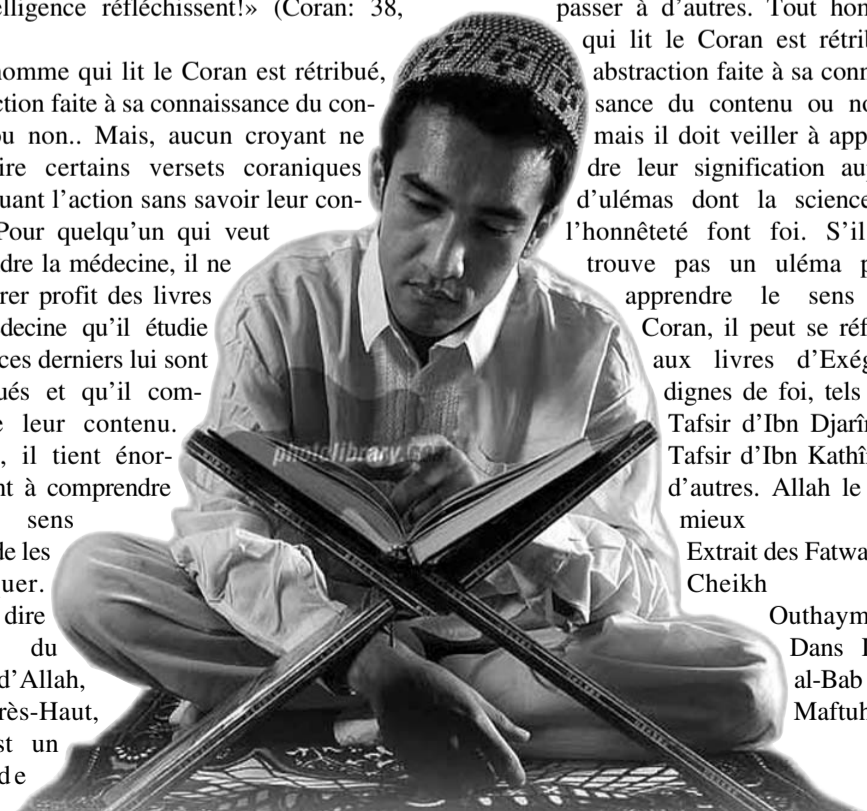 elligence réfléchissent!» (Coran: 38,
omme qui lit le Coran est rétribué,
ction faite à sa connaissance du con-
ou non.. Mais, aucun croyant ne
ire certains versets coraniques
uant l’action sans savoir leur con-
Pour quelqu’un qui veut
dre la médecine, il ne
rer profit des livres
decine qu’il étudie
ces derniers lui sont
ués et qu’il com-
e leur contenu.
, il tient énor-
nt à comprendre
sens
de les
uer.
dire
du
d’Allah,
rès-Haut,
st un
de
passer à d’autres. Tout hom
qui lit le Coran est rétrib
abstraction faite à sa conn
sance du contenu ou no
mais il doit veiller à app
dre leur signification au
d’ulémas dont la science
l’honnêteté font foi. S’il
trouve pas un uléma p
apprendre le sens
Coran, il peut se réf
aux livres d’Exég
dignes de foi, tels
Tafsir d’Ibn Djarîr
Tafsir d’Ibn Kathî
d’autres. Allah le
mieux
Extrait des Fatwa
Cheikh
Outhaym
Dans
al-Bab
Maftuh
photolibrary.